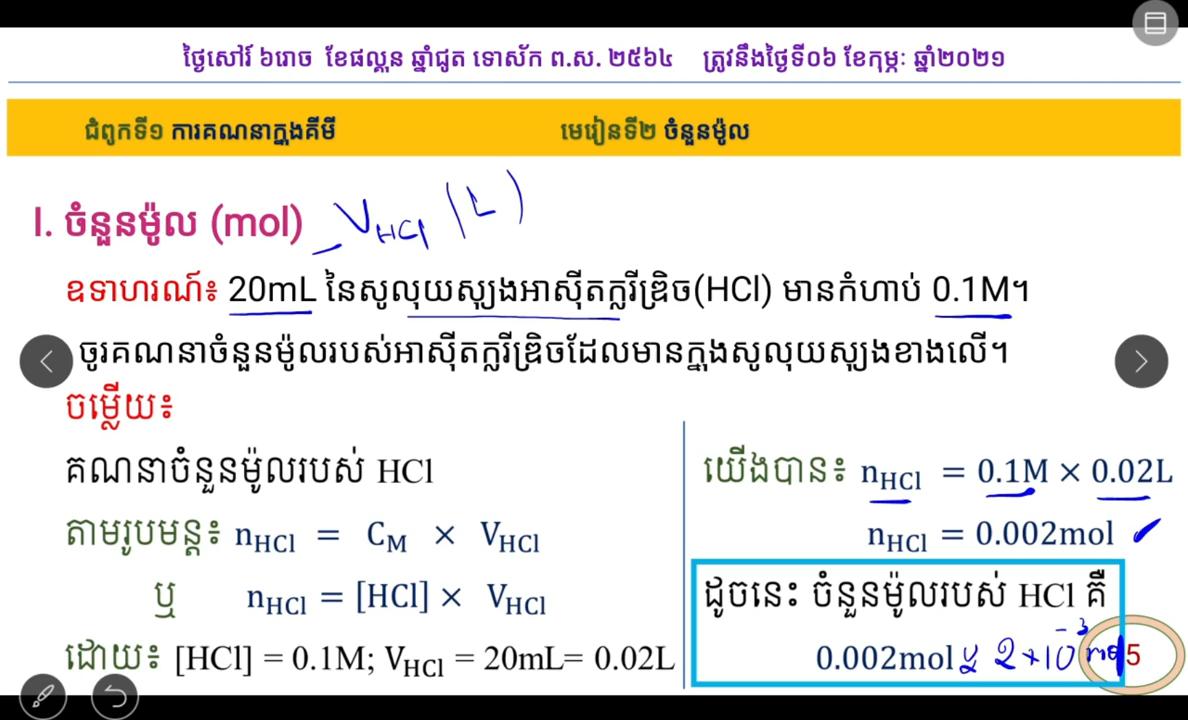 ថ្ងៃសៅរ៍ ៦រោច ខែផល្គុន ឆ្នាំជូត ទោស័ក ព.ស. ២៥៦៤ ត្រូវនឹងថ្ងៃទី០៦ ខែកុម្ភៈ ឆ្នាំ២០២១
ជំពូកទី១ ការគណនាក្នុងគីមី មេរៀនទី២ ចំនួនម៉ូល
I. ចំនួនម៉ូល (mol) V HCl (L)
ឧទាហរណ៍៖ 20mL នៃសូលុយស្យុងអាស៊ីតក្លរីឌ្រិច(HCl) មានកំហាប់ 0.1M។
ចូរគណនាចំនួនម៉ូលរបស់អាស៊ីតក្លរីឌ្រិចដែលមានក្នុងសូលុយស្យុងខាងលើ។
ចម្លើយ៖
គណនាចំនួនម៉ូលរបស់ HCl
តាមរូបមន្ត៖ nHCl = CM × VHCl
ឬ nHCl = [HCl] × VHCl
ដោយ៖ [HCl] = 0.1M; VHCl = 20mL= 0.02L
យើងបាន៖ nHCl = 0.1M × 0.02L
nHCl = 0.002mol
ដូចនេះ ចំនួនម៉ូលរបស់ HCl គឺ
0.002mol ឬ 2×10⁻³ mol 5